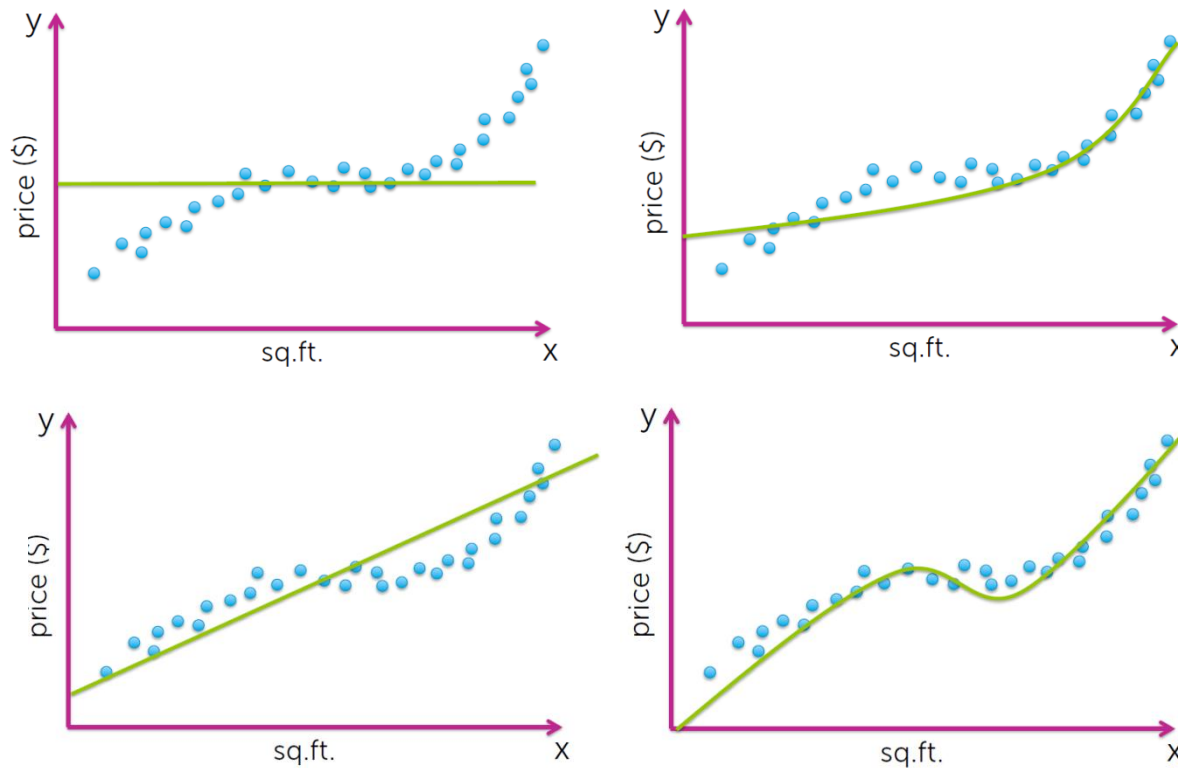 y
price ($)
sq.ft.
x
y
price ($)
sq.ft.
x
y
price ($)
sq.ft.
x
y
price ($)
sq.ft.
x